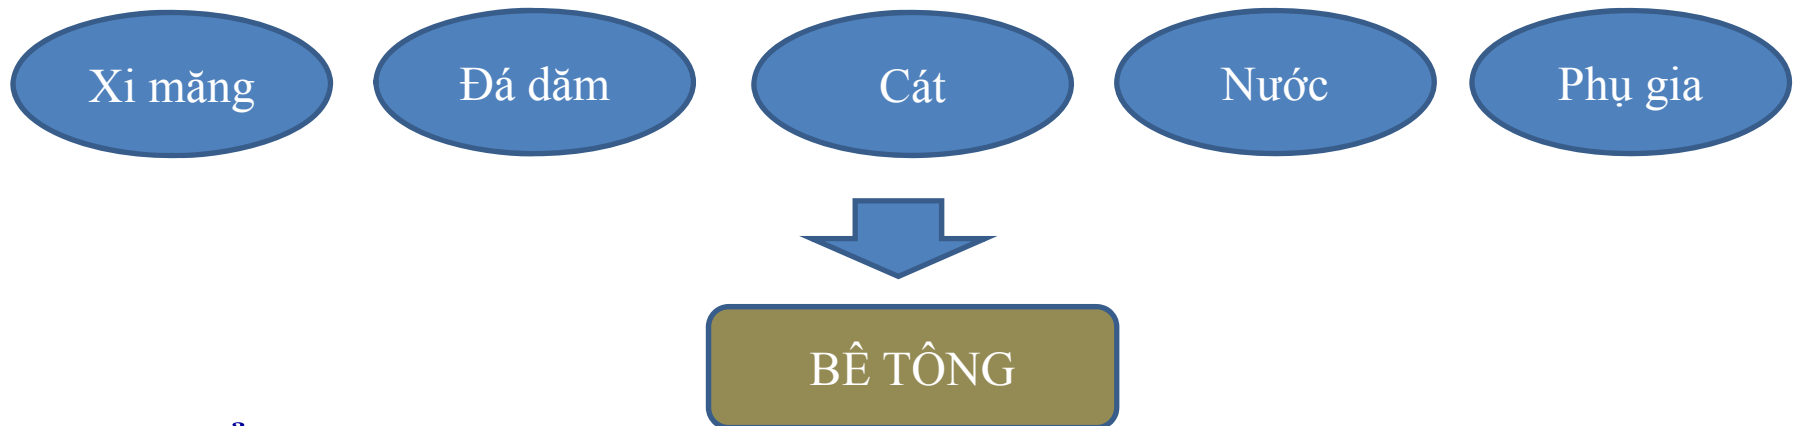 Xi măng
Đá dăm
Cát
Nước
Phụ gia
BÊ TÔNG